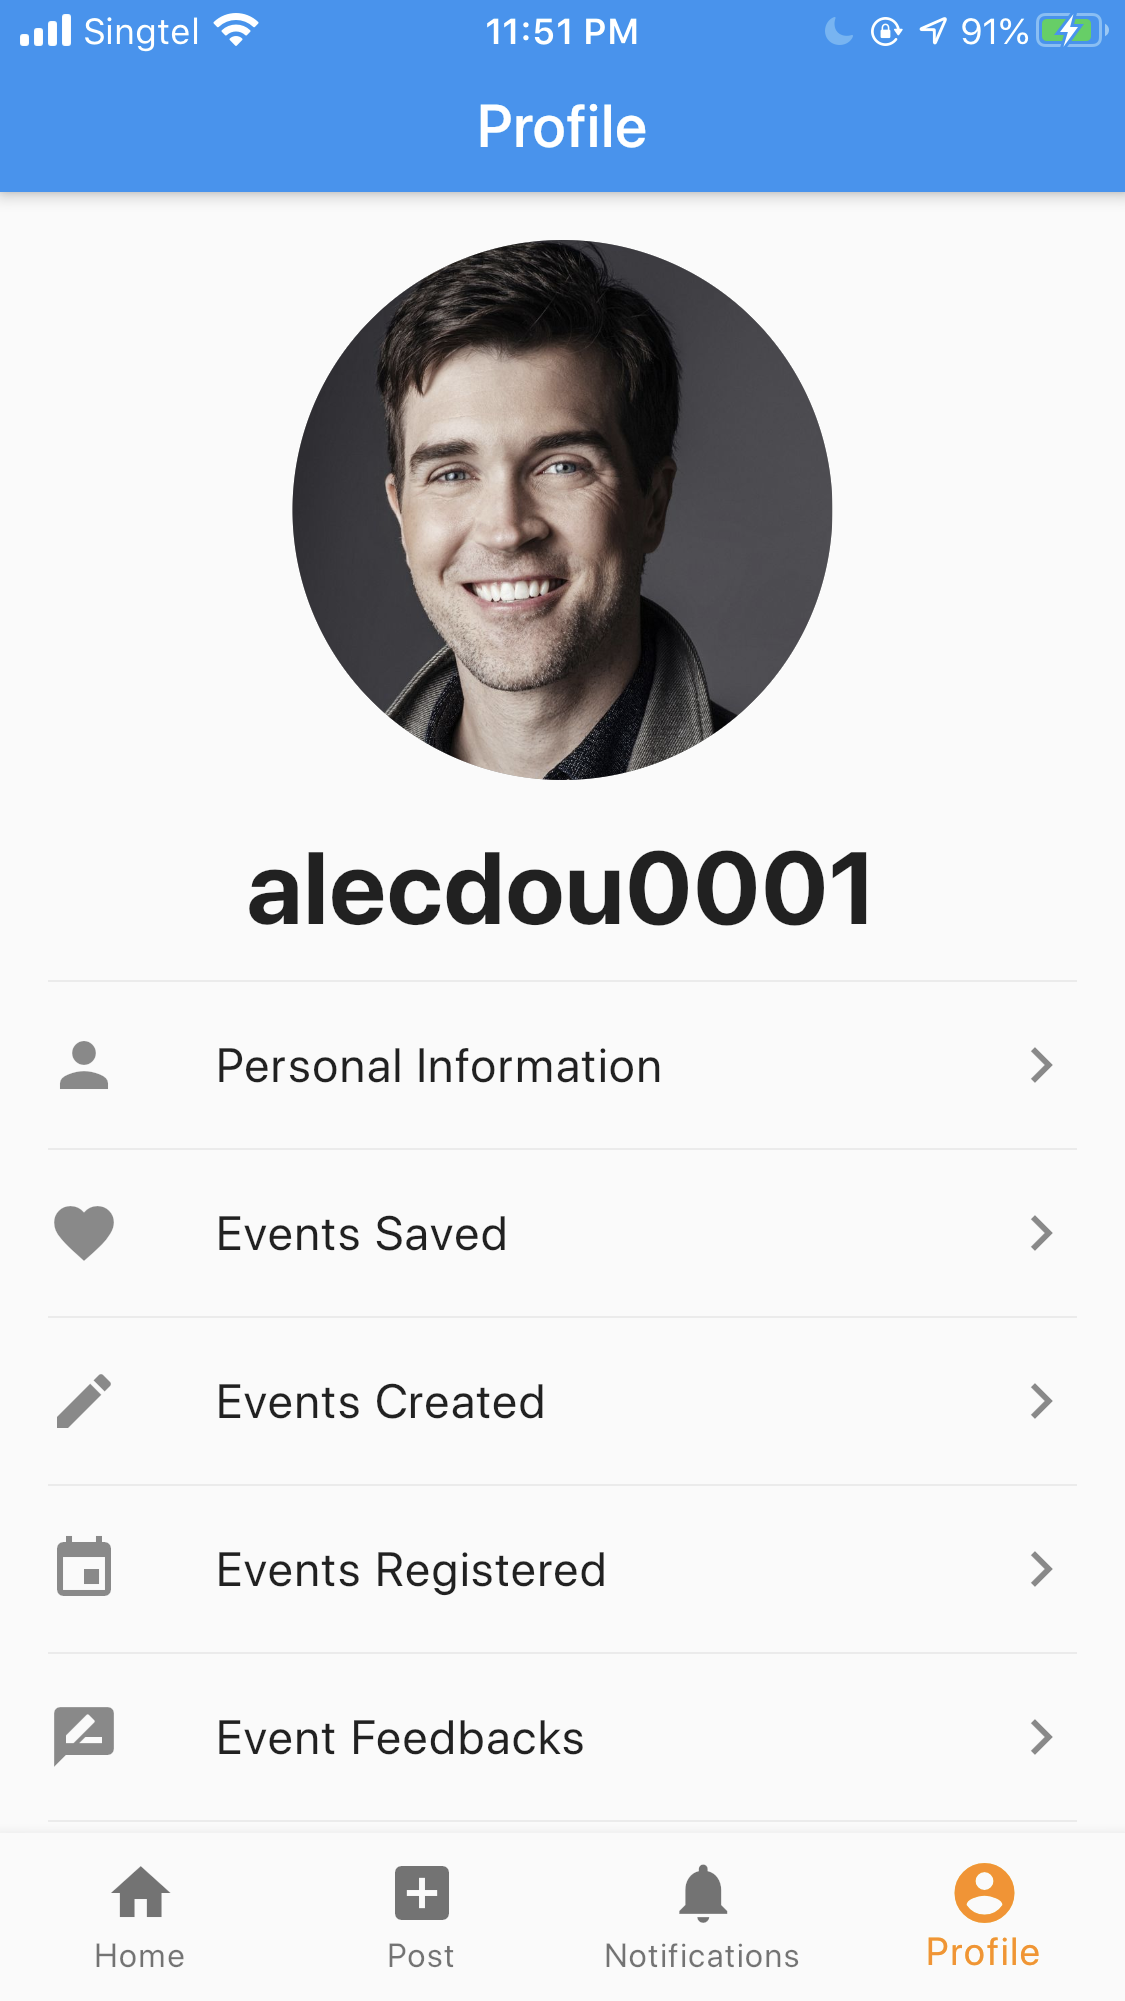 Singtel 11:51 PM 91%
Profile
alecdou0001
Personal Information
Events Saved
Events Created
Events Registered
Event Feedbacks
Home Post Notifications Profile